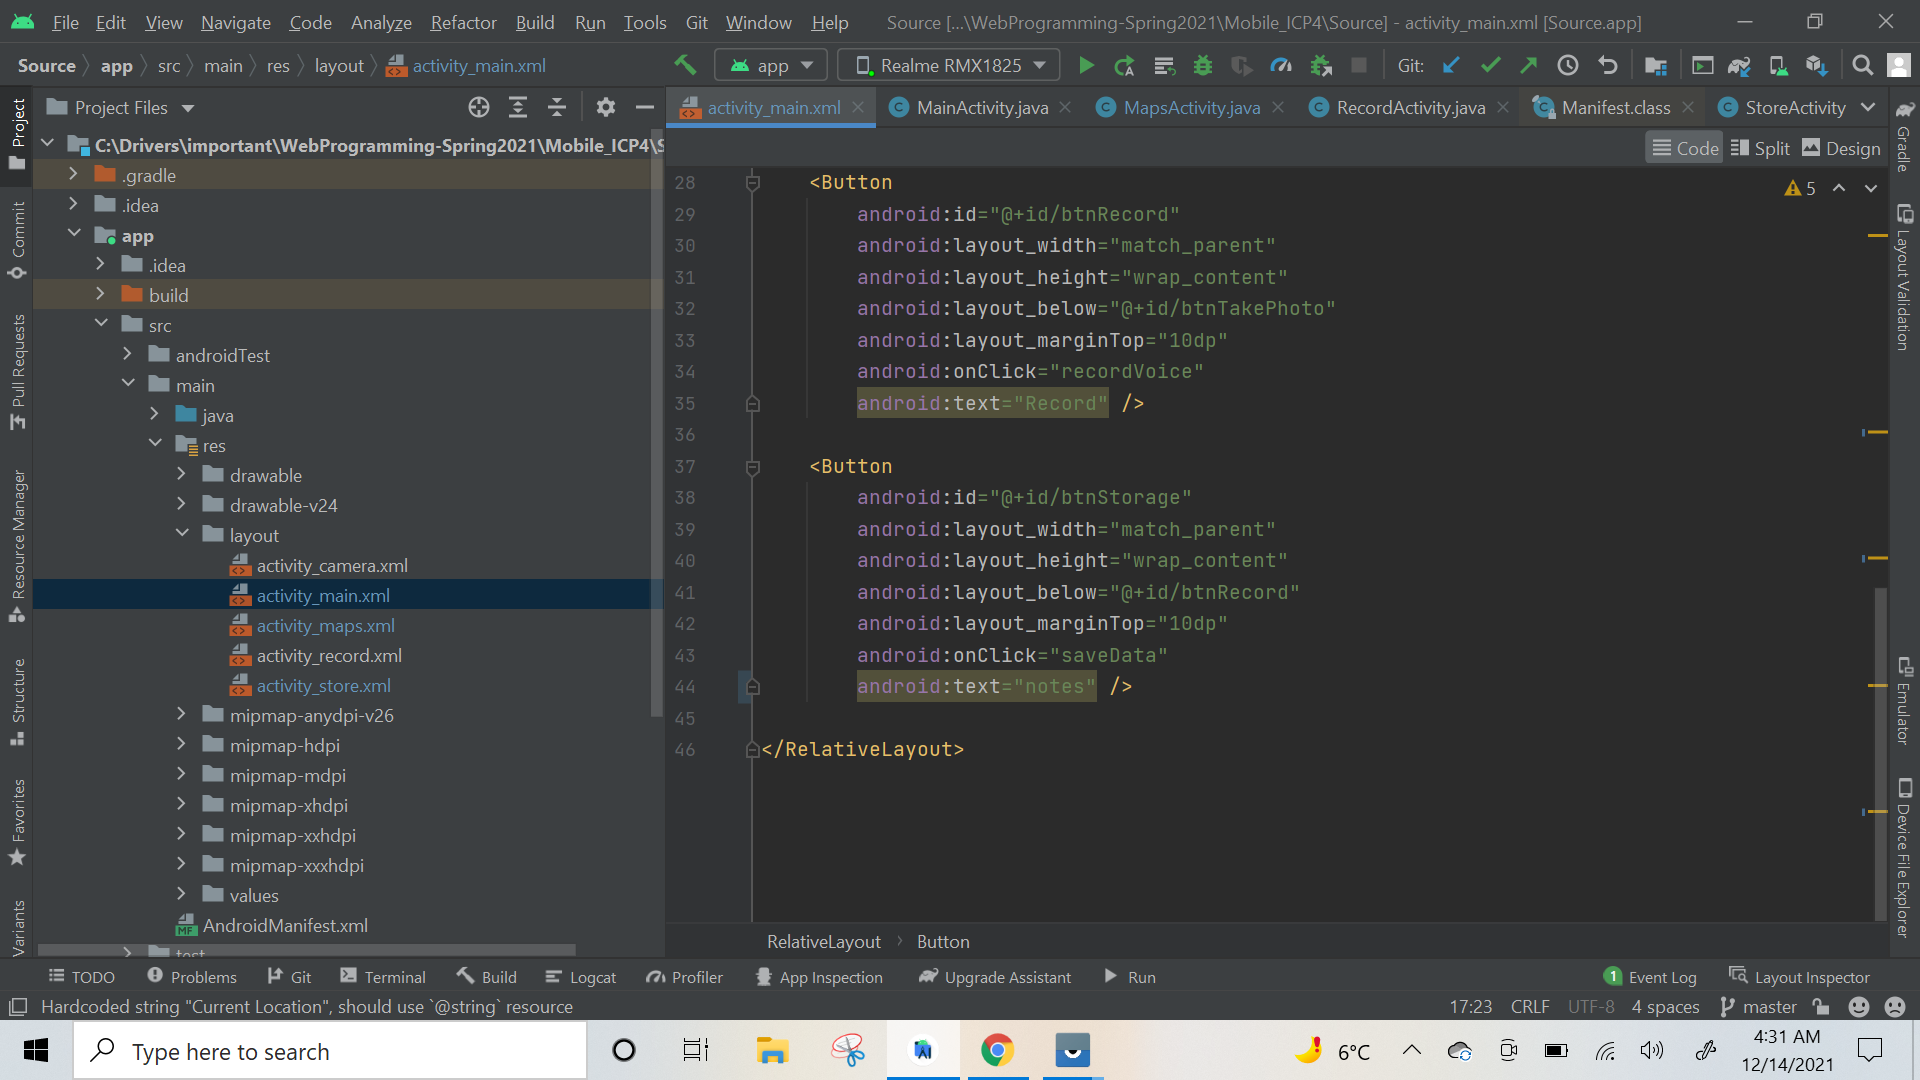 File Edit View Navigate Code Analyze Refactor Build Run Tools Git Window Help Source [...\WebProgramming-Spring2021\Mobile_ICP4\Source] - activity_main.xml [Source.app]
Source app src main res layout activity_main.xml app Realme RMX1825 Git:
Project Files
activity_main.xml MainActivity.java MapsActivity.java RecordActivity.java Manifest.class StoreActivity
Code Split Design
Project
Commit
Pull Requests
Resource Manager
Structure
Favorites
Variants
C:\Drivers\important\WebProgramming-Spring2021\Mobile_ICP4\S
.gradle
.idea
app
.idea
build
src
androidTest
main
java
res
drawable
drawable-v24
layout
activity_camera.xml
activity_main.xml
activity_maps.xml
activity_record.xml
activity_store.xml
mipmap-anydpi-v26
mipmap-hdpi
mipmap-mdpi
mipmap-xhdpi
mipmap-xxhdpi
mipmap-xxxhdpi
values
MF AndroidManifest.xml
test
5
28 <Button
29 android:id="@+id/btnRecord"
30 android:layout_width="match_parent"
31 android:layout_height="wrap_content"
32 android:layout_below="@+id/btnTakePhoto"
33 android:layout_marginTop="10dp"
34 android:onClick="recordVoice"
35 android:text="Record" />
36
37 <Button
38 android:id="@+id/btnStorage"
39 android:layout_width="match_parent"
40 android:layout_height="wrap_content"
41 android:layout_below="@+id/btnRecord"
42 android:layout_marginTop="10dp"
43 android:onClick="saveData"
44 android:text="notes" />
45
46 </RelativeLayout>
RelativeLayout Button
Gradle
Layout Validation
Emulator
Device File Explorer
TODO Problems Git Terminal Build Logcat Profiler App Inspection Upgrade Assistant Run 1 Event Log Layout Inspector
Hardcoded string "Current Location", should use `@string` resource 17:23 CRLF UTF-8 4 spaces master
Type here to search 6°C 4:31 AM
12/14/2021